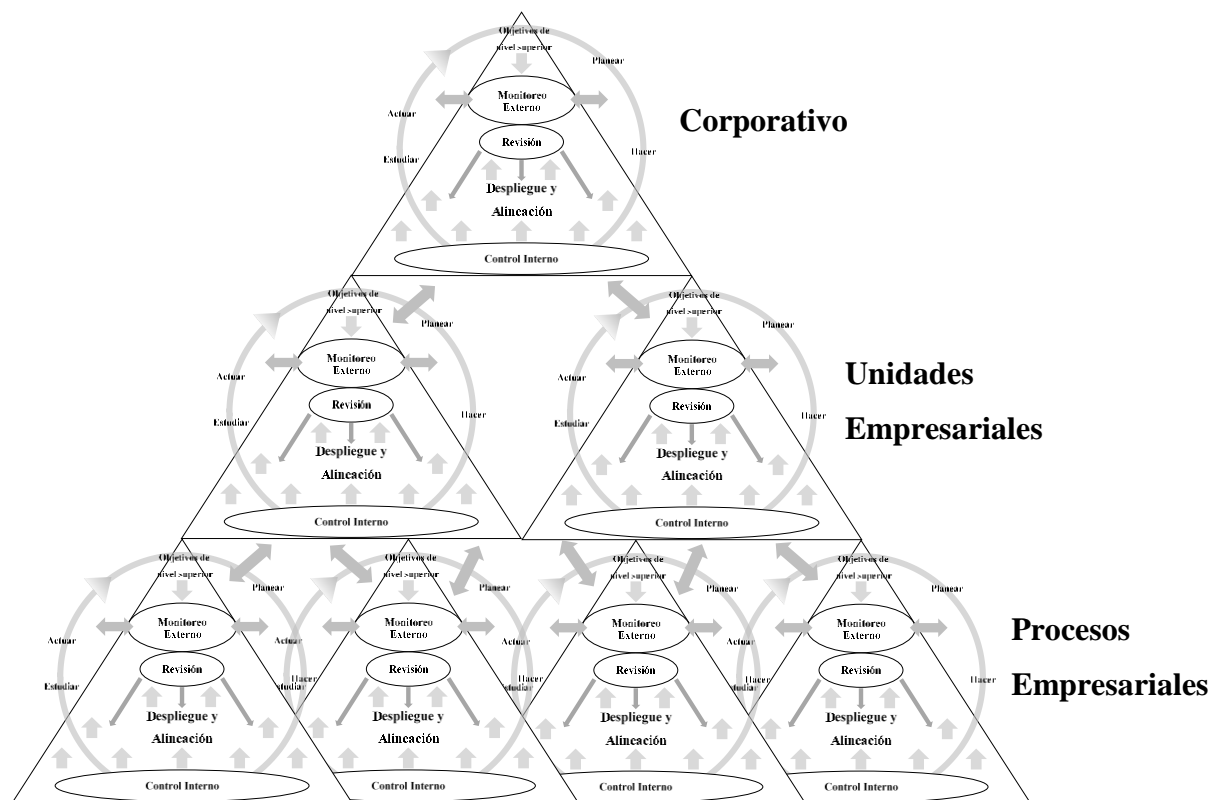 Objetivos de
nivel superior
Planear
Monitoreo
Externo
Actuar
Corporativo
Revisión
Estudiar
Hacer
Despliegue y
Alineación
Control Interno
Objetivos de
nivel superior
Planear
Monitoreo
Externo
Actuar
Revisión
Estudiar
Hacer
Despliegue y
Alineación
Control Interno
Objetivos de
nivel superior
Planear
Monitoreo
Externo
Actuar
Revisión
Estudiar
Hacer
Despliegue y
Alineación
Control Interno
Unidades
Empresariales
Objetivos de
nivel superior
Planear
Monitoreo
Externo
Actuar
Revisión
Estudiar
Hacer
Despliegue y
Alineación
Control Interno
Objetivos de
nivel superior
Planear
Monitoreo
Externo
Actuar
Revisión
Estudiar
Hacer
Despliegue y
Alineación
Control Interno
Objetivos de
nivel superior
Planear
Monitoreo
Externo
Actuar
Revisión
Estudiar
Hacer
Despliegue y
Alineación
Control Interno
Objetivos de
nivel superior
Planear
Monitoreo
Externo
Actuar
Revisión
Estudiar
Hacer
Despliegue y
Alineación
Control Interno
Procesos
Empresariales